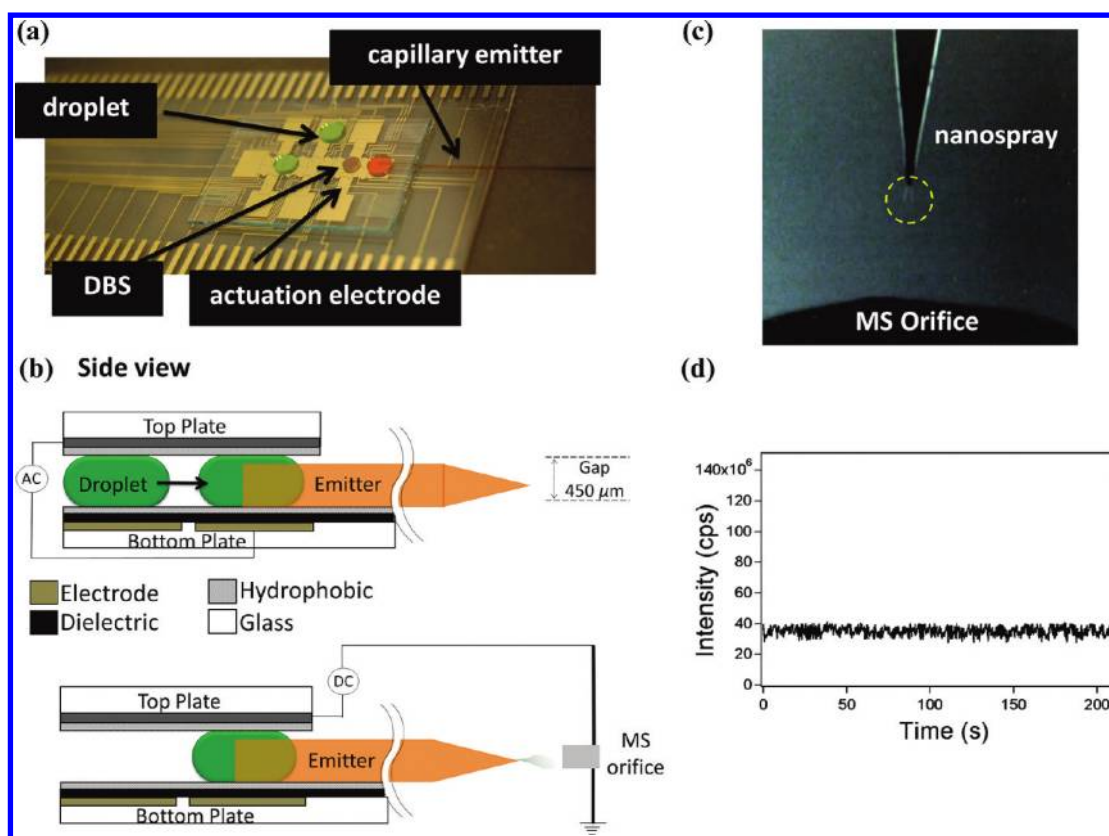 (a)
capillary emitter
droplet
DBS
actuation electrode
(c)
nanospray
MS Orifice
(b) Side view
Top Plate
AC
Droplet
Emitter
Gap
450 μm
Bottom Plate
Electrode
Hydrophobic
Dielectric
Glass
DC
Top Plate
Emitter
MS
orifice
Bottom Plate
(d)
Intensity (cps)
140x10⁶
120
100
80
60
40
20
0
0 50 100 150 200
Time (s)